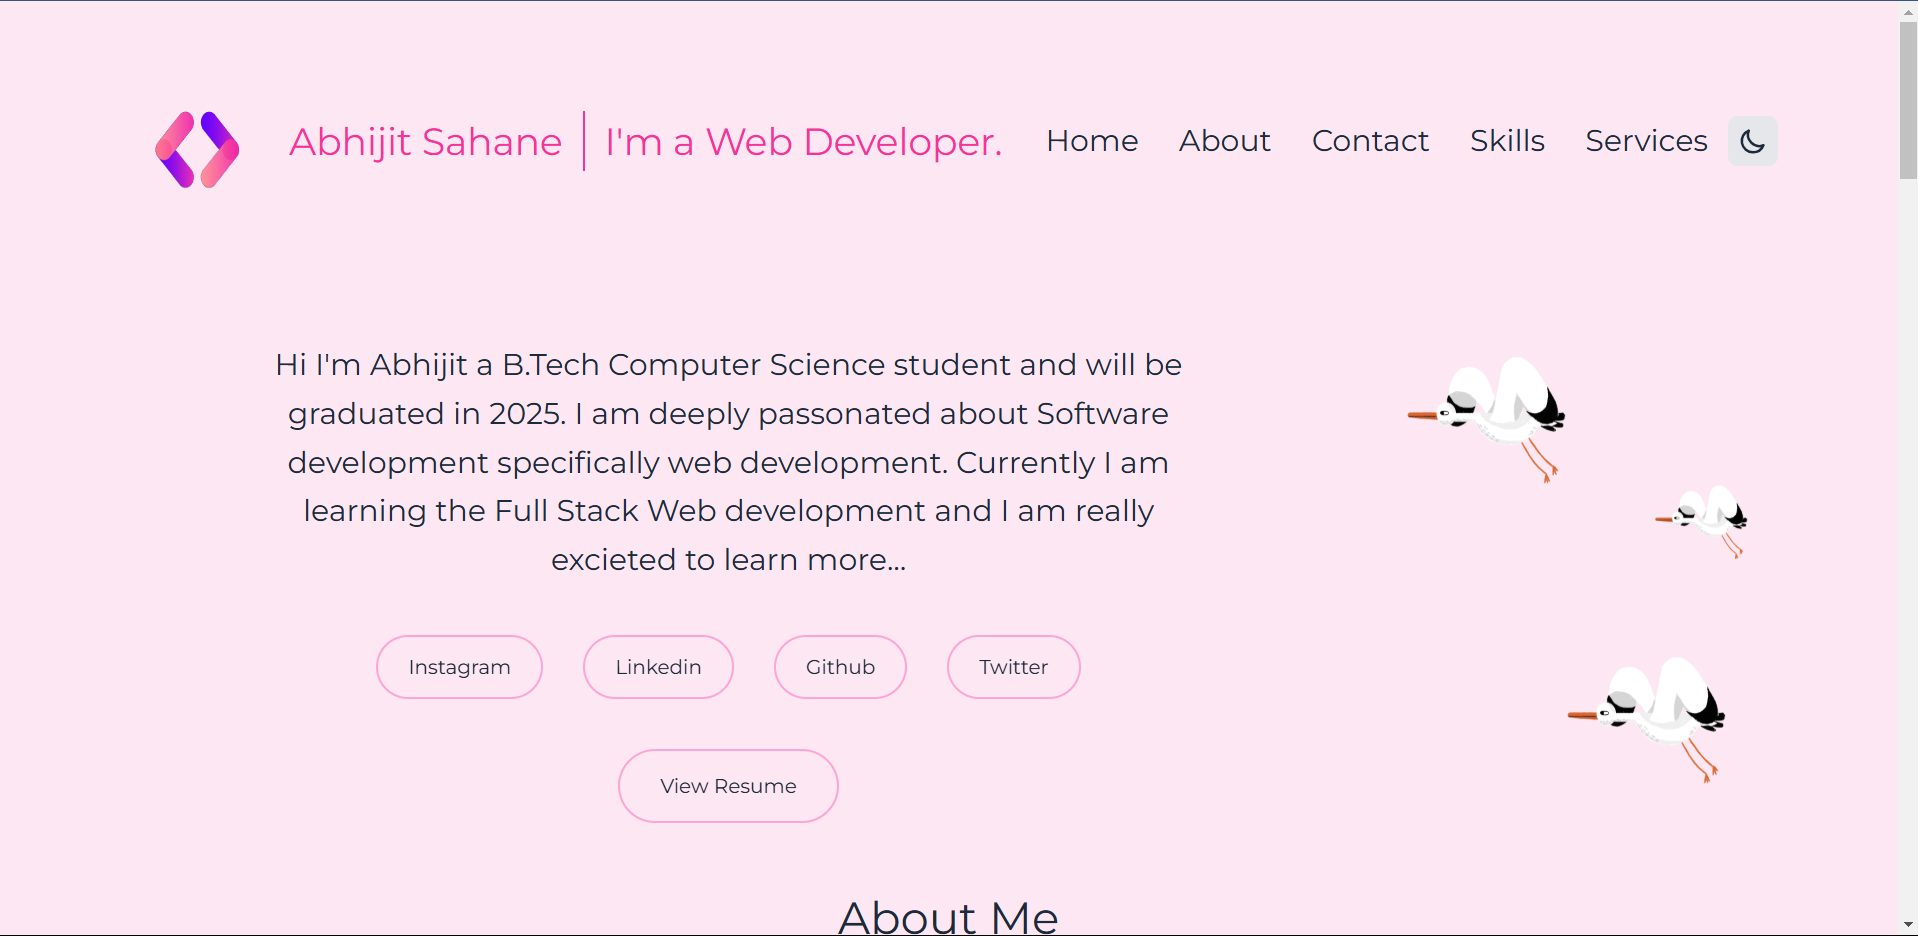 Abhijit Sahane
I'm a Web Developer.
Home
About
Contact
Skills
Services
Hi I'm Abhijit a B.Tech Computer Science student and will be
graduated in 2025. I am deeply passonated about Software
development specifically web development. Currently I am
learning the Full Stack Web development and I am really
excieted to learn more...
Instagram
Linkedin
Github
Twitter
View Resume
About Me